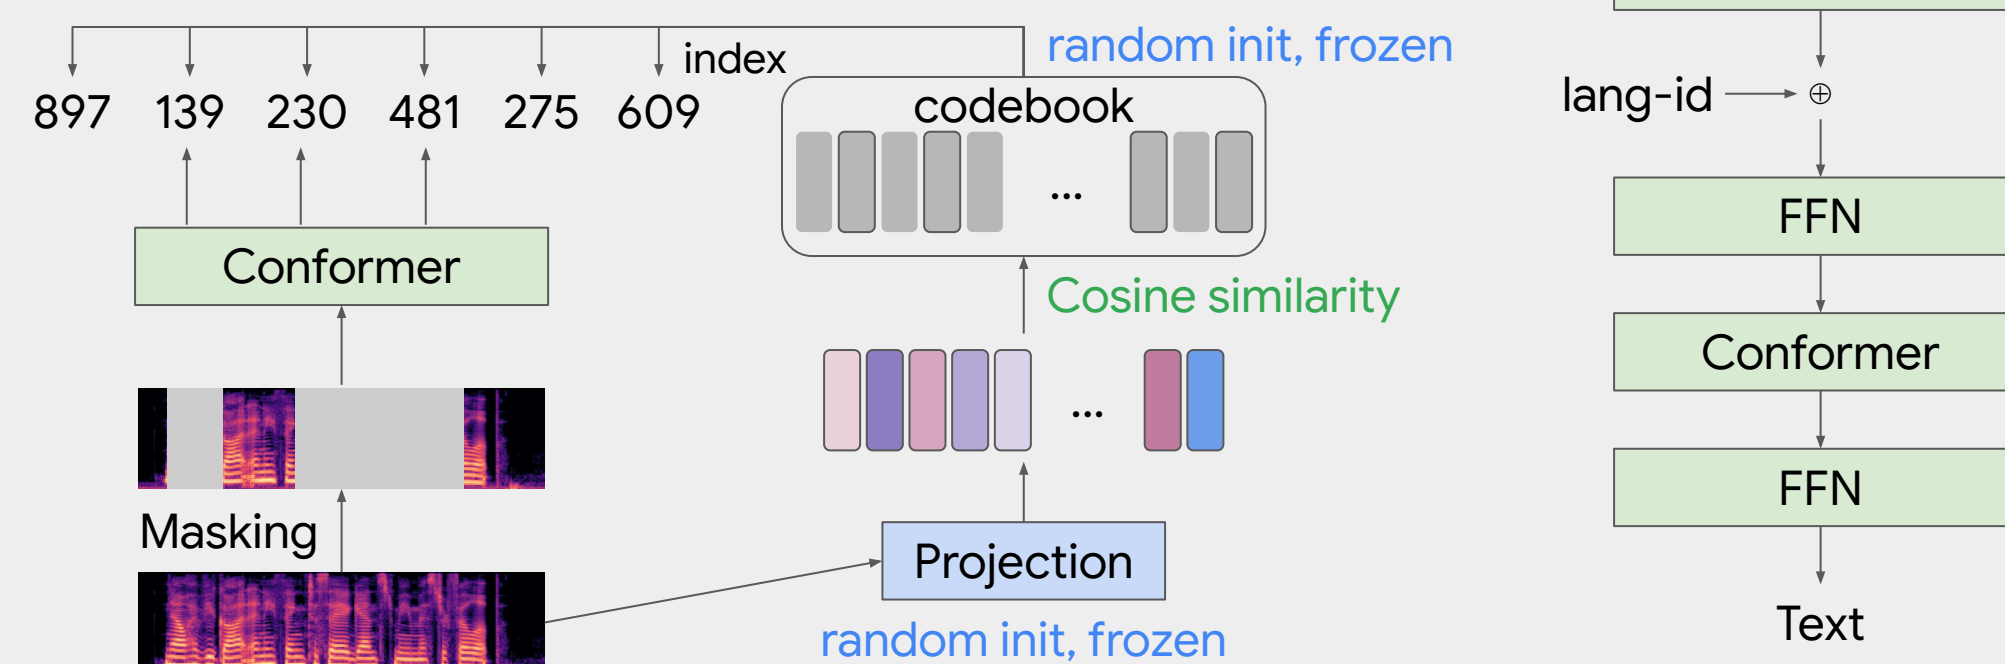 index
random init, frozen
897 139 230 481 275 609
codebook
...
lang-id
⊕
FFN
Conformer
Cosine similarity
Conformer
...
Masking
FFN
Projection
random init, frozen
Text